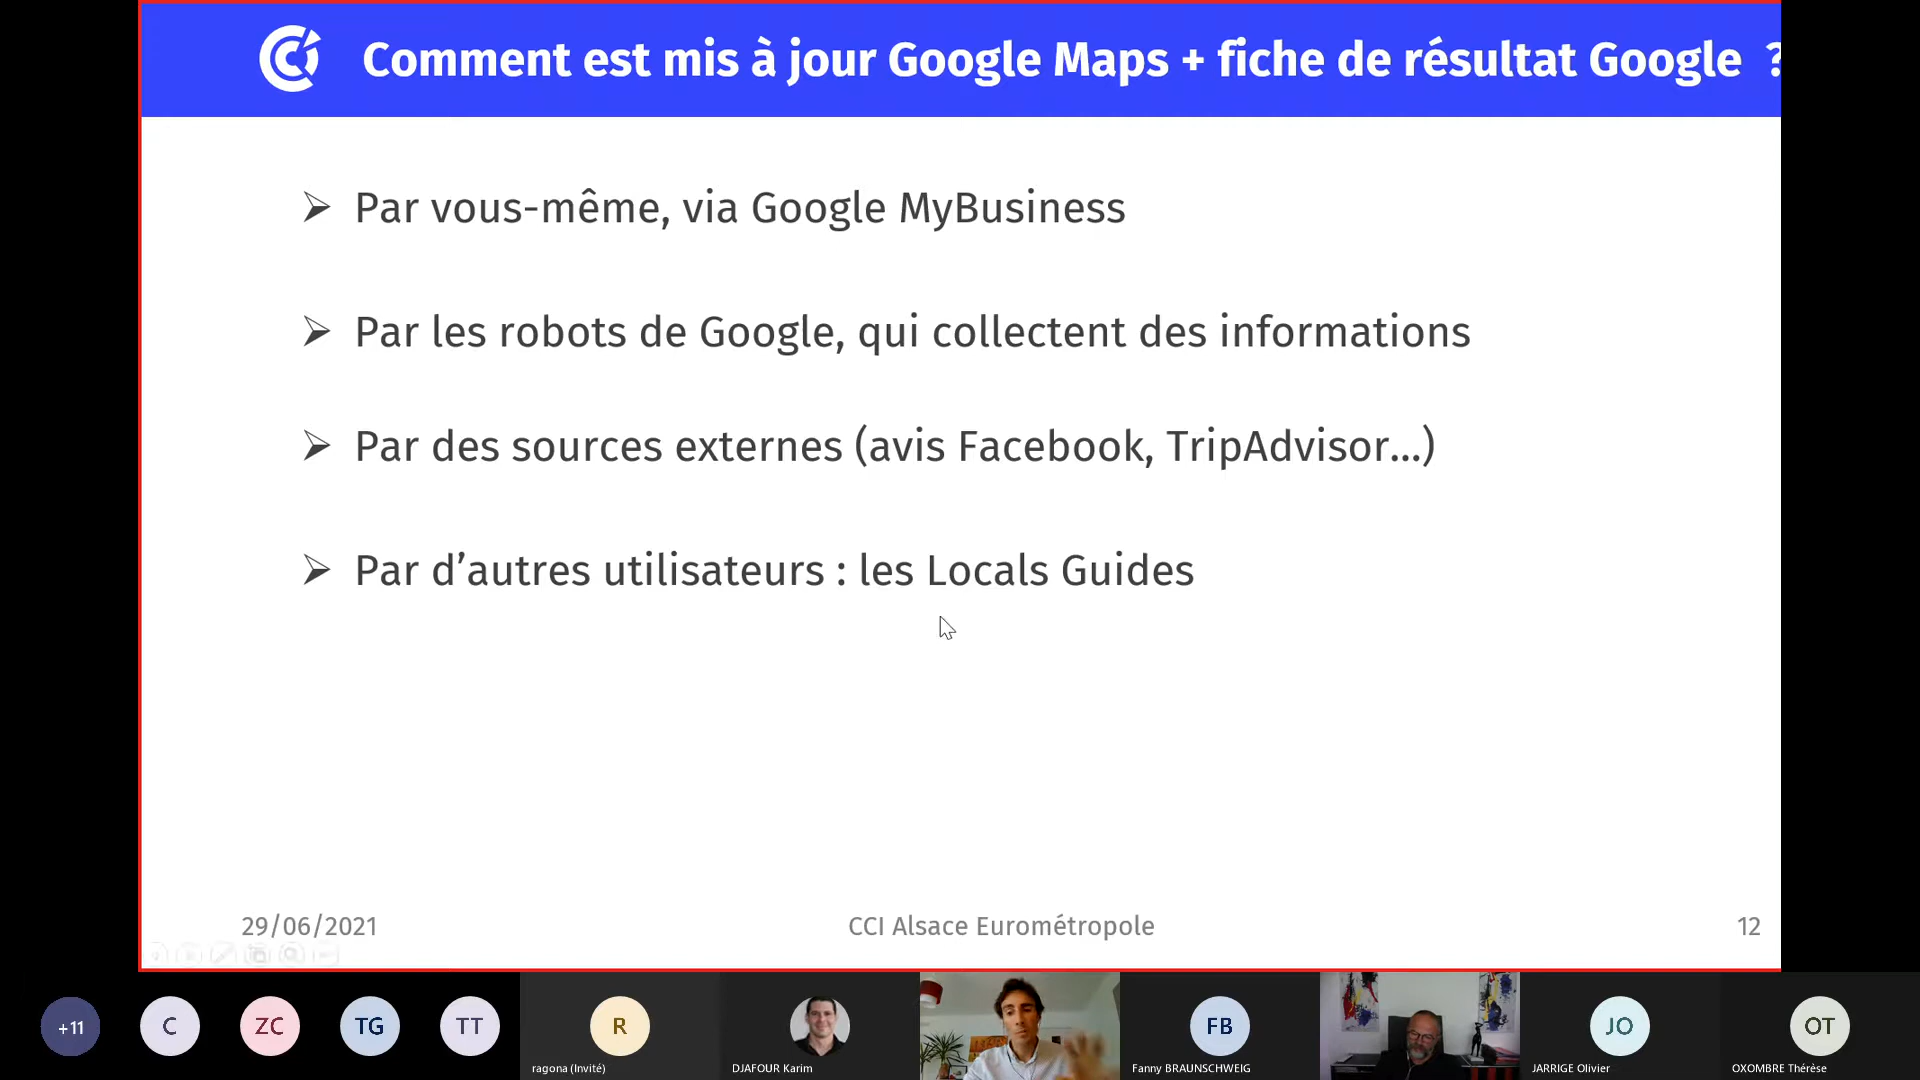 Comment est mis à jour Google Maps + fiche de résultat Google ?
Par vous-même, via Google MyBusiness
Par les robots de Google, qui collectent des informations
Par des sources externes (avis Facebook, TripAdvisor...)
Par d’autres utilisateurs : les Locals Guides
29/06/2021
CCI Alsace Eurométropole
12
+11
C
ZC
TG
TT
R
FB
JO
OT
ragona (Invité)
DJAFOUR Karim
Fanny BRAUNSCHWEIG
JARRIGE Olivier
OXOMBRE Thérèse